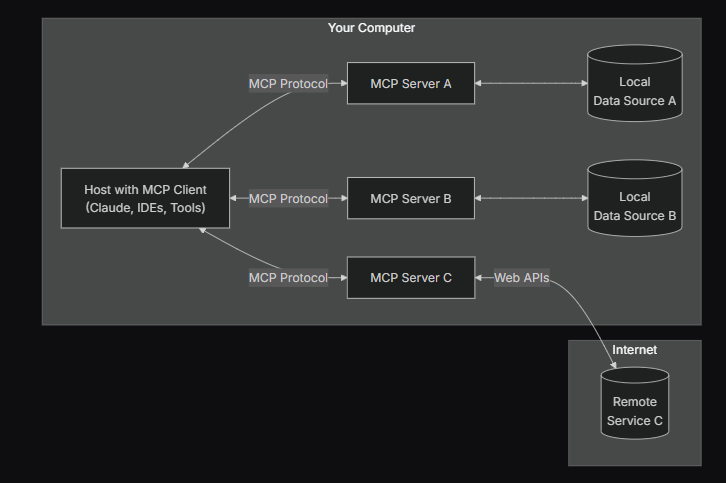 Your Computer
MCP Protocol
MCP Server A
Local
Data Source A
Host with MCP Client
(Claude, IDEs, Tools)
MCP Protocol
MCP Server B
Local
Data Source B
MCP Protocol
MCP Server C
Web APIs
Internet
Remote
Service C